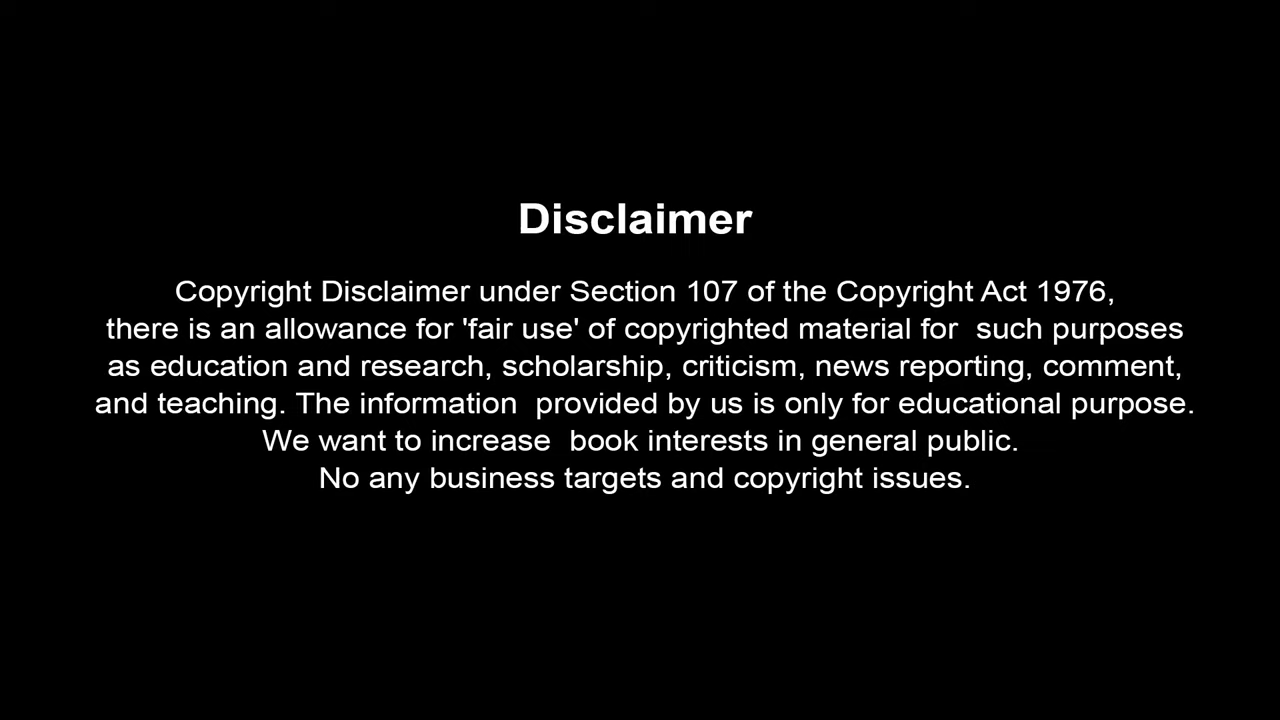 Disclaimer
Copyright Disclaimer under Section 107 of the Copyright Act 1976,
there is an allowance for 'fair use' of copyrighted material for  such purposes
as education and research, scholarship, criticism, news reporting, comment,
and teaching. The information  provided by us is only for educational purpose.
We want to increase  book interests in general public.
No any business targets and copyright issues.